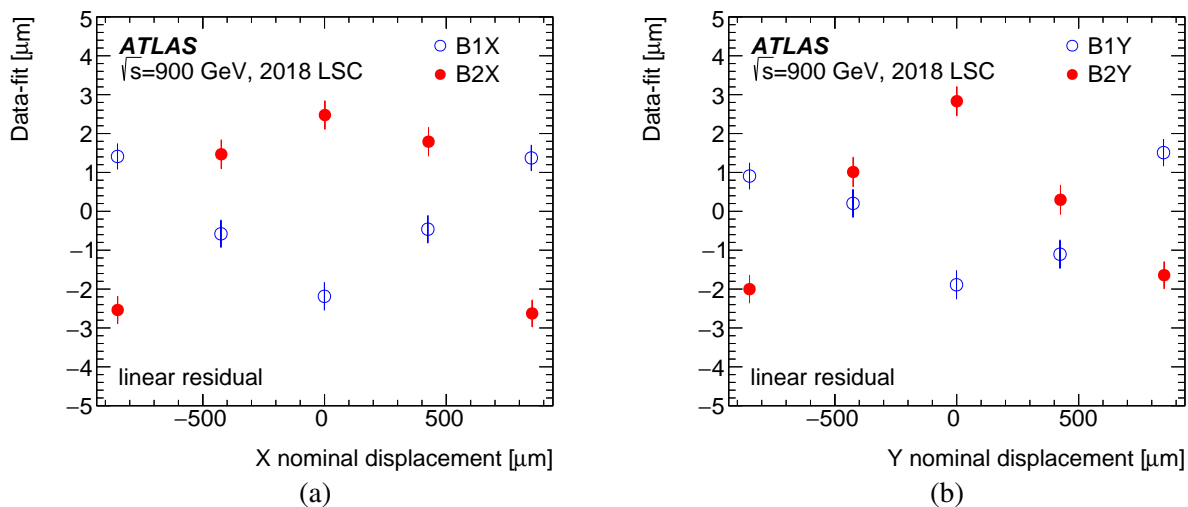 Data-fit [μm]
5
4
3
2
1
0
−1
−2
−3
−4
−5
ATLAS
√s=900 GeV, 2018 LSC
B1X
B2X
linear residual
−500 0 500
X nominal displacement [μm]
(a)
Data-fit [μm]
5
4
3
2
1
0
−1
−2
−3
−4
−5
ATLAS
√s=900 GeV, 2018 LSC
B1Y
B2Y
linear residual
−500 0 500
Y nominal displacement [μm]
(b)